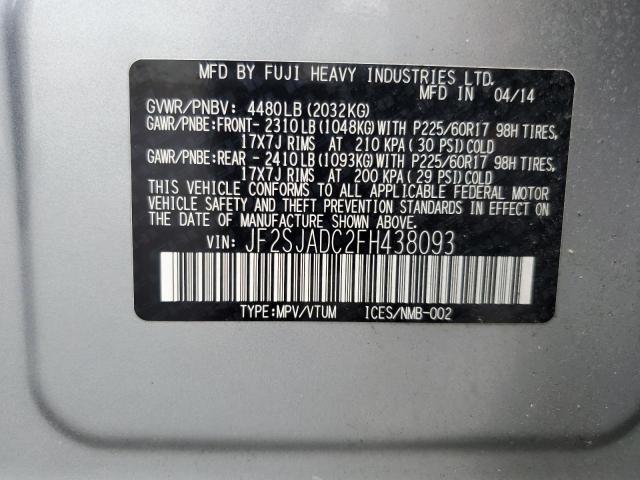 MFD BY FUJI HEAVY INDUSTRIES LTD.
MFD IN 04/14
GVWR/PNBV: 4480LB (2032KG)
GAWR/PNBE:FRONT- 2310LB(1048KG)WITH P225/60R17 98H TIRES,
17X7J RIMS AT 210 KPA ( 30 PSI) COLD
GAWR/PNBE:REAR - 2410LB(1093KG)WITH P225/60R17 98H TIRES,
17X7J RIMS AT 200 KPA ( 29 PSI) COLD
THIS VEHICLE CONFORMS TO ALL APPLICABLE FEDERAL MOTOR
VEHICLE SAFETY AND THEFT PREVENTION STANDARDS IN EFFECT ON THE DATE
OF MANUFACTURE SHOWN ABOVE.
VIN: JF2SJADC2FH438093
TYPE:MPV/VTUM ICES/NMB-002